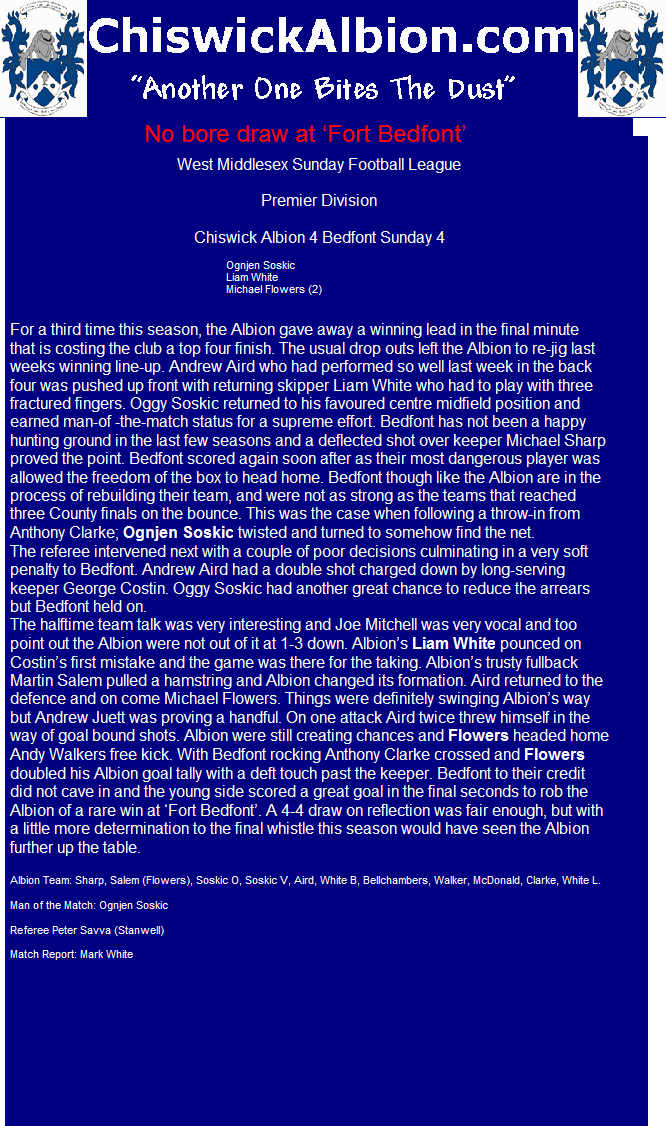 ChiswickAlbion.com
“Another One Bites The Dust”
No bore draw at ‘Fort Bedfont’
West Middlesex Sunday Football League
Premier Division
Chiswick Albion 4 Bedfont Sunday 4
Ognjen Soskic
Liam White
Michael Flowers (2)
For a third time this season, the Albion gave away a winning lead in the final minute
that is costing the club a top four finish. The usual drop outs left the Albion to re-jig last
weeks winning line-up. Andrew Aird who had performed so well last week in the back
four was pushed up front with returning skipper Liam White who had to play with three
fractured fingers. Oggy Soskic returned to his favoured centre midfield position and
earned man-of -the-match status for a supreme effort. Bedfont has not been a happy
hunting ground in the last few seasons and a deflected shot over keeper Michael Sharp
proved the point. Bedfont scored again soon after as their most dangerous player was
allowed the freedom of the box to head home. Bedfont though like the Albion are in the
process of rebuilding their team, and were not as strong as the teams that reached
three County finals on the bounce. This was the case when following a throw-in from
Anthony Clarke; Ognjen Soskic twisted and turned to somehow find the net.
The referee intervened next with a couple of poor decisions culminating in a very soft
penalty to Bedfont. Andrew Aird had a double shot charged down by long-serving
keeper George Costin. Oggy Soskic had another great chance to reduce the arrears
but Bedfont held on.
The halftime team talk was very interesting and Joe Mitchell was very vocal and too
point out the Albion were not out of it at 1-3 down. Albion’s Liam White pounced on
Costin’s first mistake and the game was there for the taking. Albion’s trusty fullback
Martin Salem pulled a hamstring and Albion changed its formation. Aird returned to the
defence and on come Michael Flowers. Things were definitely swinging Albion’s way
but Andrew Juett was proving a handful. On one attack Aird twice threw himself in the
way of goal bound shots. Albion were still creating chances and Flowers headed home
Andy Walkers free kick. With Bedfont rocking Anthony Clarke crossed and Flowers
doubled his Albion goal tally with a deft touch past the keeper. Bedfont to their credit
did not cave in and the young side scored a great goal in the final seconds to rob the
Albion of a rare win at ‘Fort Bedfont’. A 4-4 draw on reflection was fair enough, but with
a little more determination to the final whistle this season would have seen the Albion
further up the table.
Albion Team: Sharp, Salem (Flowers), Soskic O, Soskic V, Aird, White B, Bellchambers, Walker, McDonald, Clarke, White L.
Man of the Match: Ognjen Soskic
Referee Peter Savva (Stanwell)
Match Report: Mark White